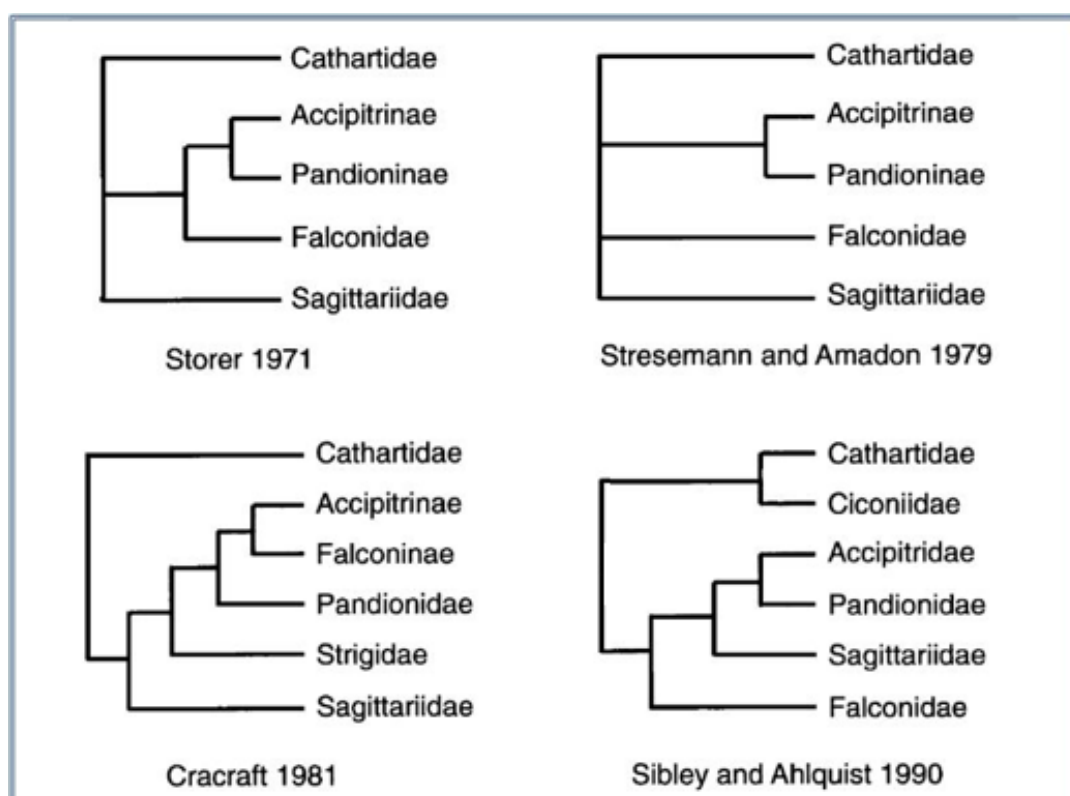 Cathartidae
Accipitrinae
Pandioninae
Falconidae
Sagittariidae
Storer 1971
Cathartidae
Accipitrinae
Pandioninae
Falconidae
Sagittariidae
Stresemann and Amadon 1979
Cathartidae
Accipitrinae
Falconinae
Pandionidae
Strigidae
Sagittariidae
Cracraft 1981
Cathartidae
Ciconiidae
Accipitridae
Pandionidae
Sagittariidae
Falconidae
Sibley and Ahlquist 1990